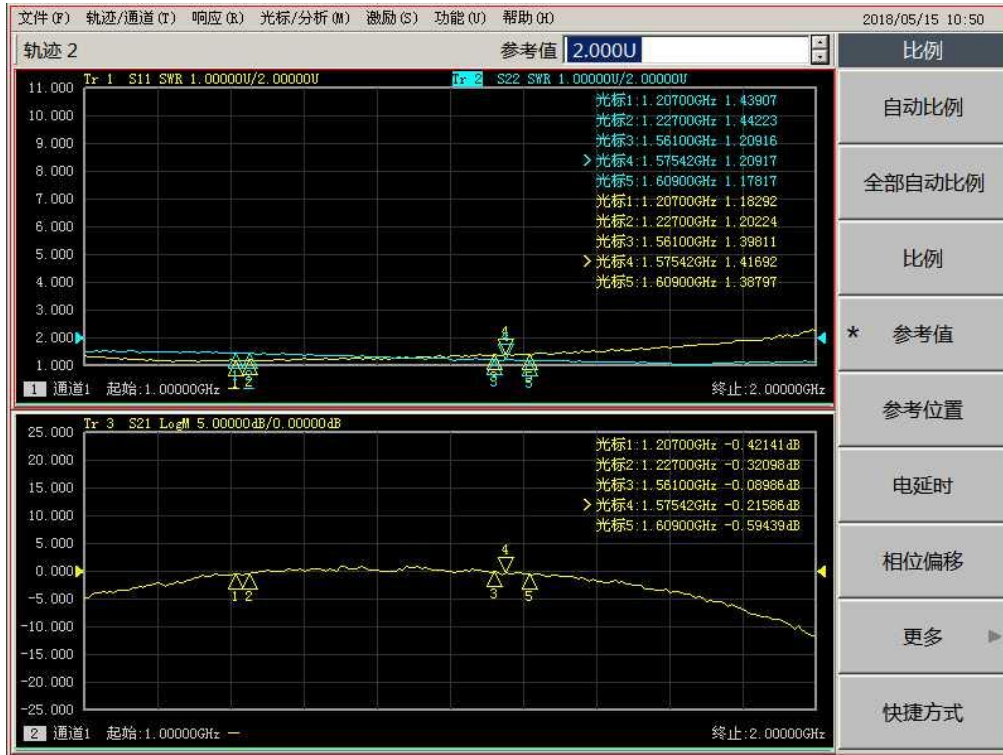 文件(F) 轨迹/通道(T) 响应(R) 光标/分析(M) 激励(S) 功能(U) 帮助(H) 2018/05/15 10:50
轨迹 2 参考值 2.000U 比例
Tr 1 S11 SWR 1.00000U/2.00000U Tr 2 S22 SWR 1.00000U/2.00000U
11.000
10.000
9.000
8.000
7.000
6.000
5.000
4.000
3.000
2.000
1.000
光标1:1.20700GHz 1.43907
光标2:1.22700GHz 1.44223
光标3:1.56100GHz 1.20916
>光标4:1.57542GHz 1.20917
光标5:1.60900GHz 1.17817
光标1:1.20700GHz 1.18292
光标2:1.22700GHz 1.20224
光标3:1.56100GHz 1.39811
>光标4:1.57542GHz 1.41692
光标5:1.60900GHz 1.38797
4
1 2 3 5
1 通道1 起始:1.00000GHz 终止:2.00000GHz
Tr 3 S21 LogM 5.00000dB/0.00000dB
25.000
20.000
15.000
10.000
5.000
0.000
-5.000
-10.000
-15.000
-20.000
-25.000
光标1:1.20700GHz -0.42141dB
光标2:1.22700GHz -0.32098dB
光标3:1.56100GHz -0.08986dB
>光标4:1.57542GHz -0.21586dB
光标5:1.60900GHz -0.59439dB
4
1 2 3 5
2 通道1 起始:1.00000GHz 终止:2.00000GHz
自动比例
全部自动比例
比例
* 参考值
参考位置
电延时
相位偏移
更多
快捷方式